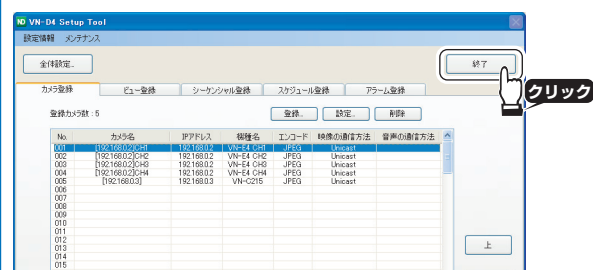 VN-D4 Setup Tool
設定情報 メンテナンス
全体設定...
終了
クリック
カメラ登録 ビュー登録 シーケンシャル登録 スケジュール登録 アラーム登録
登録カメラ数：5
登録... 設定... 削除
No. カメラ名 IPアドレス 機種名 エンコード 映像の通信方法 音声の通信方法
001 [192.168.0.2]CH1 192.168.0.2 VN-E4 CH1 JPEG Unicast
002 [192.168.0.2]CH2 192.168.0.2 VN-E4 CH2 JPEG Unicast
003 [192.168.0.2]CH3 192.168.0.2 VN-E4 CH3 JPEG Unicast
004 [192.168.0.2]CH4 192.168.0.2 VN-E4 CH4 JPEG Unicast
005 [192.168.0.3] 192.168.0.3 VN-C215 JPEG Unicast
006
007
008
009
010
011
012
013
014
015
上